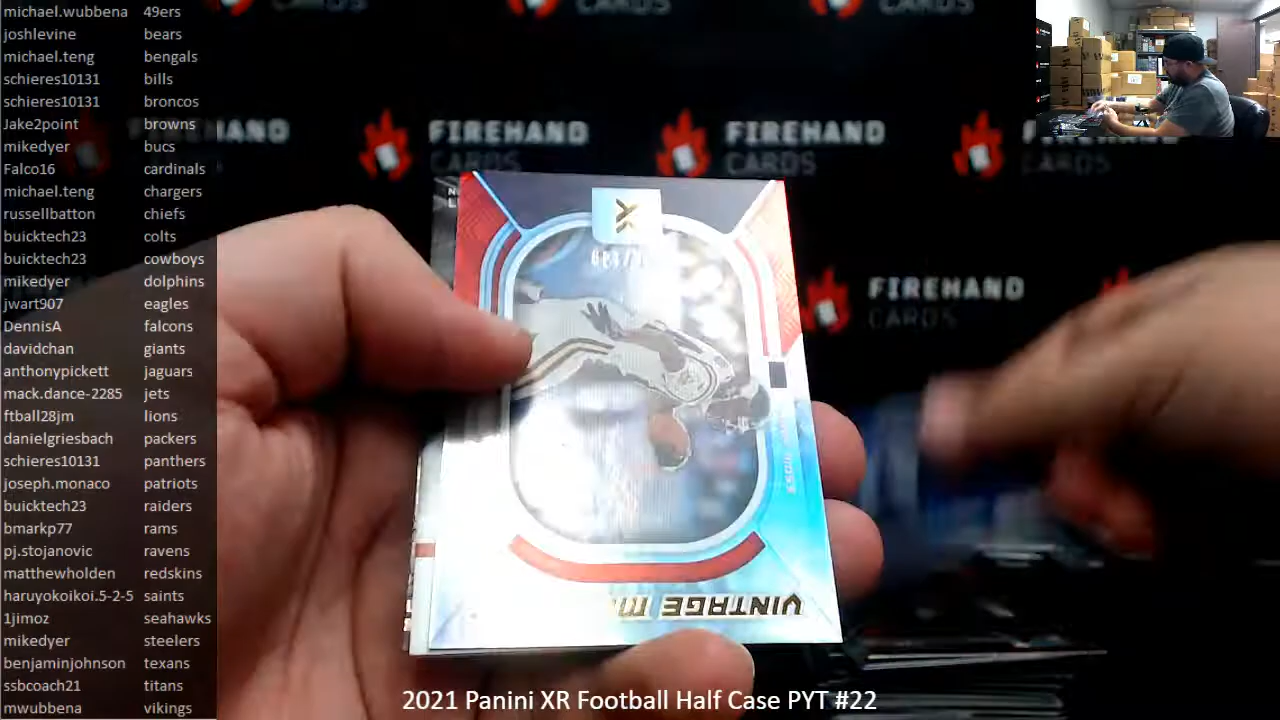 michael.wubbena 49ers
joshlevine bears
michael.teng bengals
schieres10131 bills
schieres10131 broncos
Jake2point browns
mikedyer bucs
Falco16 cardinals
michael.teng chargers
russellbatton chiefs
buicktech23 colts
buicktech23 cowboys
mikedyer dolphins
jwart907 eagles
DennisA falcons
davidchan giants
anthonypickett jaguars
mack.dance-2285 jets
ftball28jm lions
danielgriesbach packers
schieres10131 panthers
joseph.monaco patriots
buicktech23 raiders
bmarkp77 rams
pj.stojanovic ravens
matthewholden redskins
haruyokoikoi.5-2-5 saints
1jimoz seahawks
mikedyer steelers
benjaminjohnson texans
ssbcoach21 titans
mwubbena vikings
CARDS
CARDS
CARDS
FIREHAND
CARDS
FIREHAND
CARDS
FIREHAND
CARDS
XR
VINTAGE
2021 Panini XR Football Half Case PYT #22